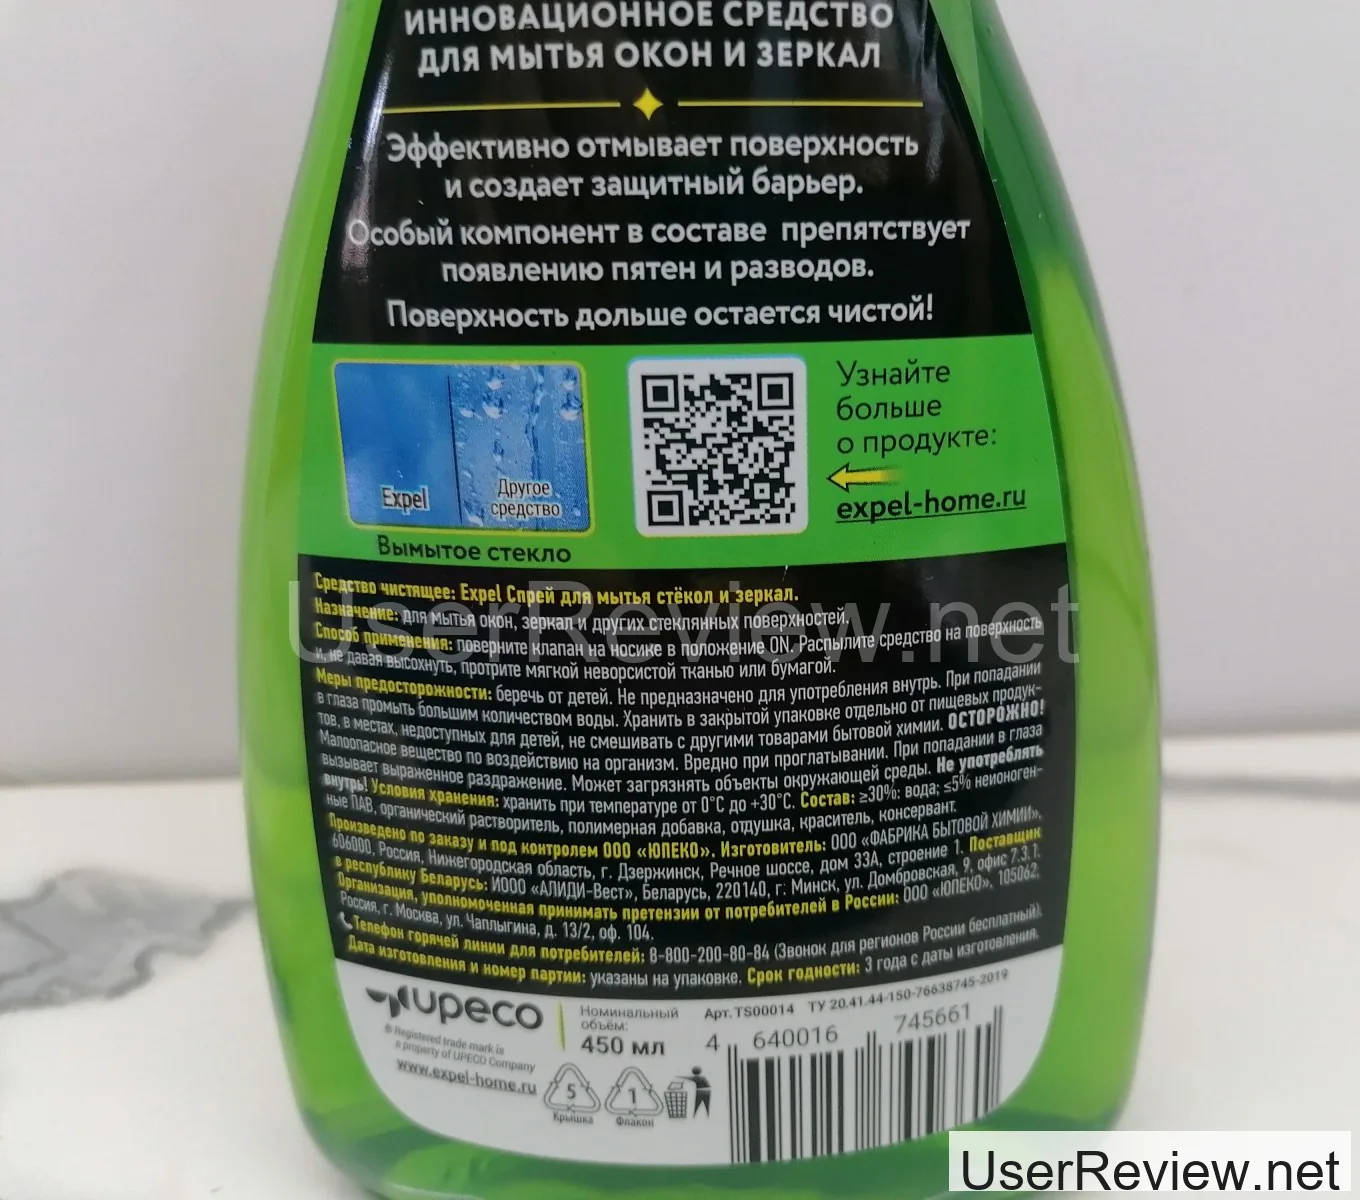 ИННОВАЦИОННОЕ СРЕДСТВО
ДЛЯ МЫТЬЯ ОКОН И ЗЕРКАЛ
Эффективно отмывает поверхность
и создает защитный барьер.
Особый компонент в составе препятствует
появлению пятен и разводов.
Поверхность дольше остается чистой!
Expel
Другое
средство
Вымытое стекло
Узнайте
больше
о продукте:
expel-home.ru
Средство чистящее: Expel Спрей для мытья стёкол и зеркал.
Назначение: для мытья окон, зеркал и других стеклянных поверхностей.
Способ применения: поверните клапан на носике в положение ON. Распылите средство на поверхность
и, не давая высохнуть, протрите мягкой неворсистой тканью или бумагой.
Меры предосторожности: беречь от детей. Не предназначено для употребления внутрь. При попадании
в глаза промыть большим количеством воды. Хранить в закрытой упаковке отдельно от пищевых продук-
тов, в местах, недоступных для детей, не смешивать с другими товарами бытовой химии. ОСТОРОЖНО!
Малоопасное вещество по воздействию на организм. Вредно при проглатывании. При попадании в глаза
вызывает выраженное раздражение. Может загрязнять объекты окружающей среды. Не употреблять
внутрь! Условия хранения: хранить при температуре от 0°С до +30°С. Состав: ≥30%: вода; ≤5% неионоген-
ные ПАВ, органический растворитель, полимерная добавка, отдушка, краситель, консервант.
Произведено по заказу и под контролем ООО «ЮПЕКО». Изготовитель: ООО «ФАБРИКА БЫТОВОЙ ХИМИИ»,
606000, Россия, Нижегородская область, г. Дзержинск, Речное шоссе, дом 33А, строение 1. Поставщик
в республику Беларусь: ИООО «АЛИДИ-Вест», Беларусь, 220140, г. Минск, ул. Домбровская, 9, офис 7.3.1.
Организация, уполномоченная принимать претензии от потребителей в России: ООО «ЮПЕКО», 105062,
Россия, г. Москва, ул. Чаплыгина, д. 13/2, оф. 104.
Телефон горячей линии для потребителей: 8-800-200-80-84 (Звонок для регионов России бесплатный).
Дата изготовления и номер партии: указаны на упаковке. Срок годности: 3 года с даты изготовления.
upeco
® Registered trade mark is
a property of UPECO Company
www.expel-home.ru
Номинальный
объём:
450 мл
Арт. TS00014 ТУ 20.41.44-150-76638745-2019
4 640016 745661
5
Крышка
1
Флакон
UserReview.net
UserReview.net